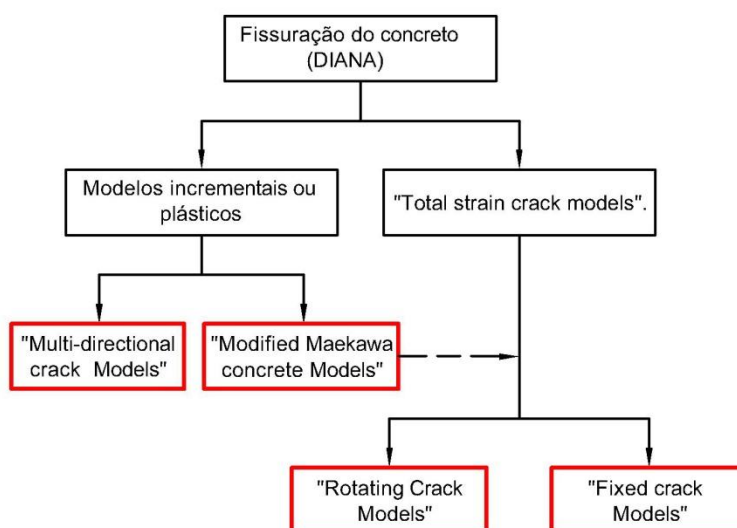 Fissuração do concreto
(DIANA)
Modelos incrementais ou
plásticos
"Total strain crack models".
"Multi-directional
crack Models"
"Modified Maekawa
concrete Models"
"Rotating Crack
Models"
"Fixed crack
Models"